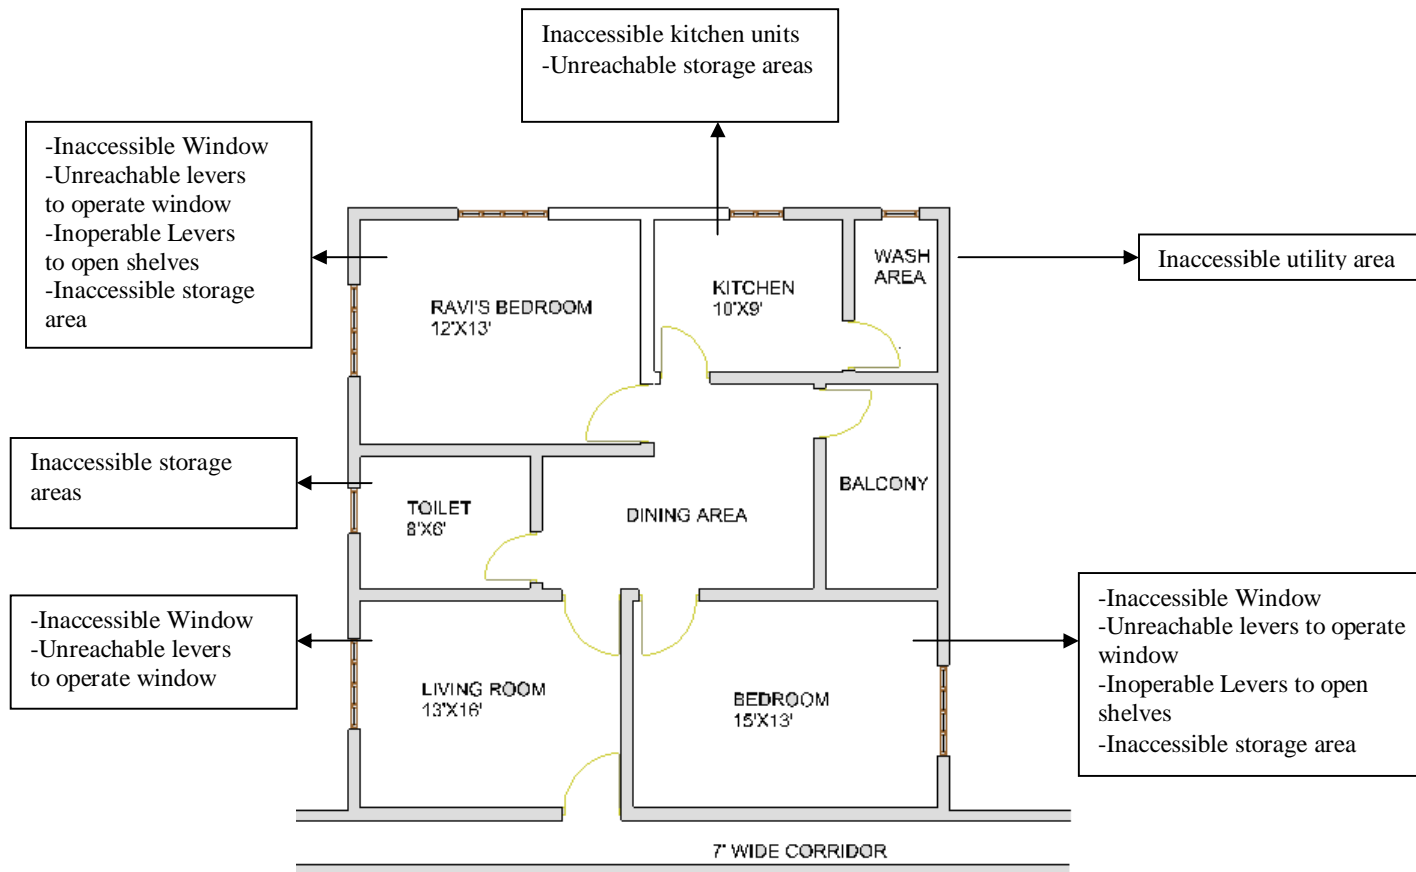 Inaccessible kitchen units
-Unreachable storage areas
-Inaccessible Window
-Unreachable levers
to operate window
-Inoperable Levers
to open shelves
-Inaccessible storage
area
Inaccessible utility area
WASH
AREA
KITCHEN
10'X9'
RAVI'S BEDROOM
12'X13'
Inaccessible storage
areas
TOILET
8'X6'
DINING AREA
BALCONY
-Inaccessible Window
-Unreachable levers
to operate window
LIVING ROOM
13'X16'
BEDROOM
15'X13'
-Inaccessible Window
-Unreachable levers to operate
window
-Inoperable Levers to open
shelves
-Inaccessible storage area
7' WIDE CORRIDOR